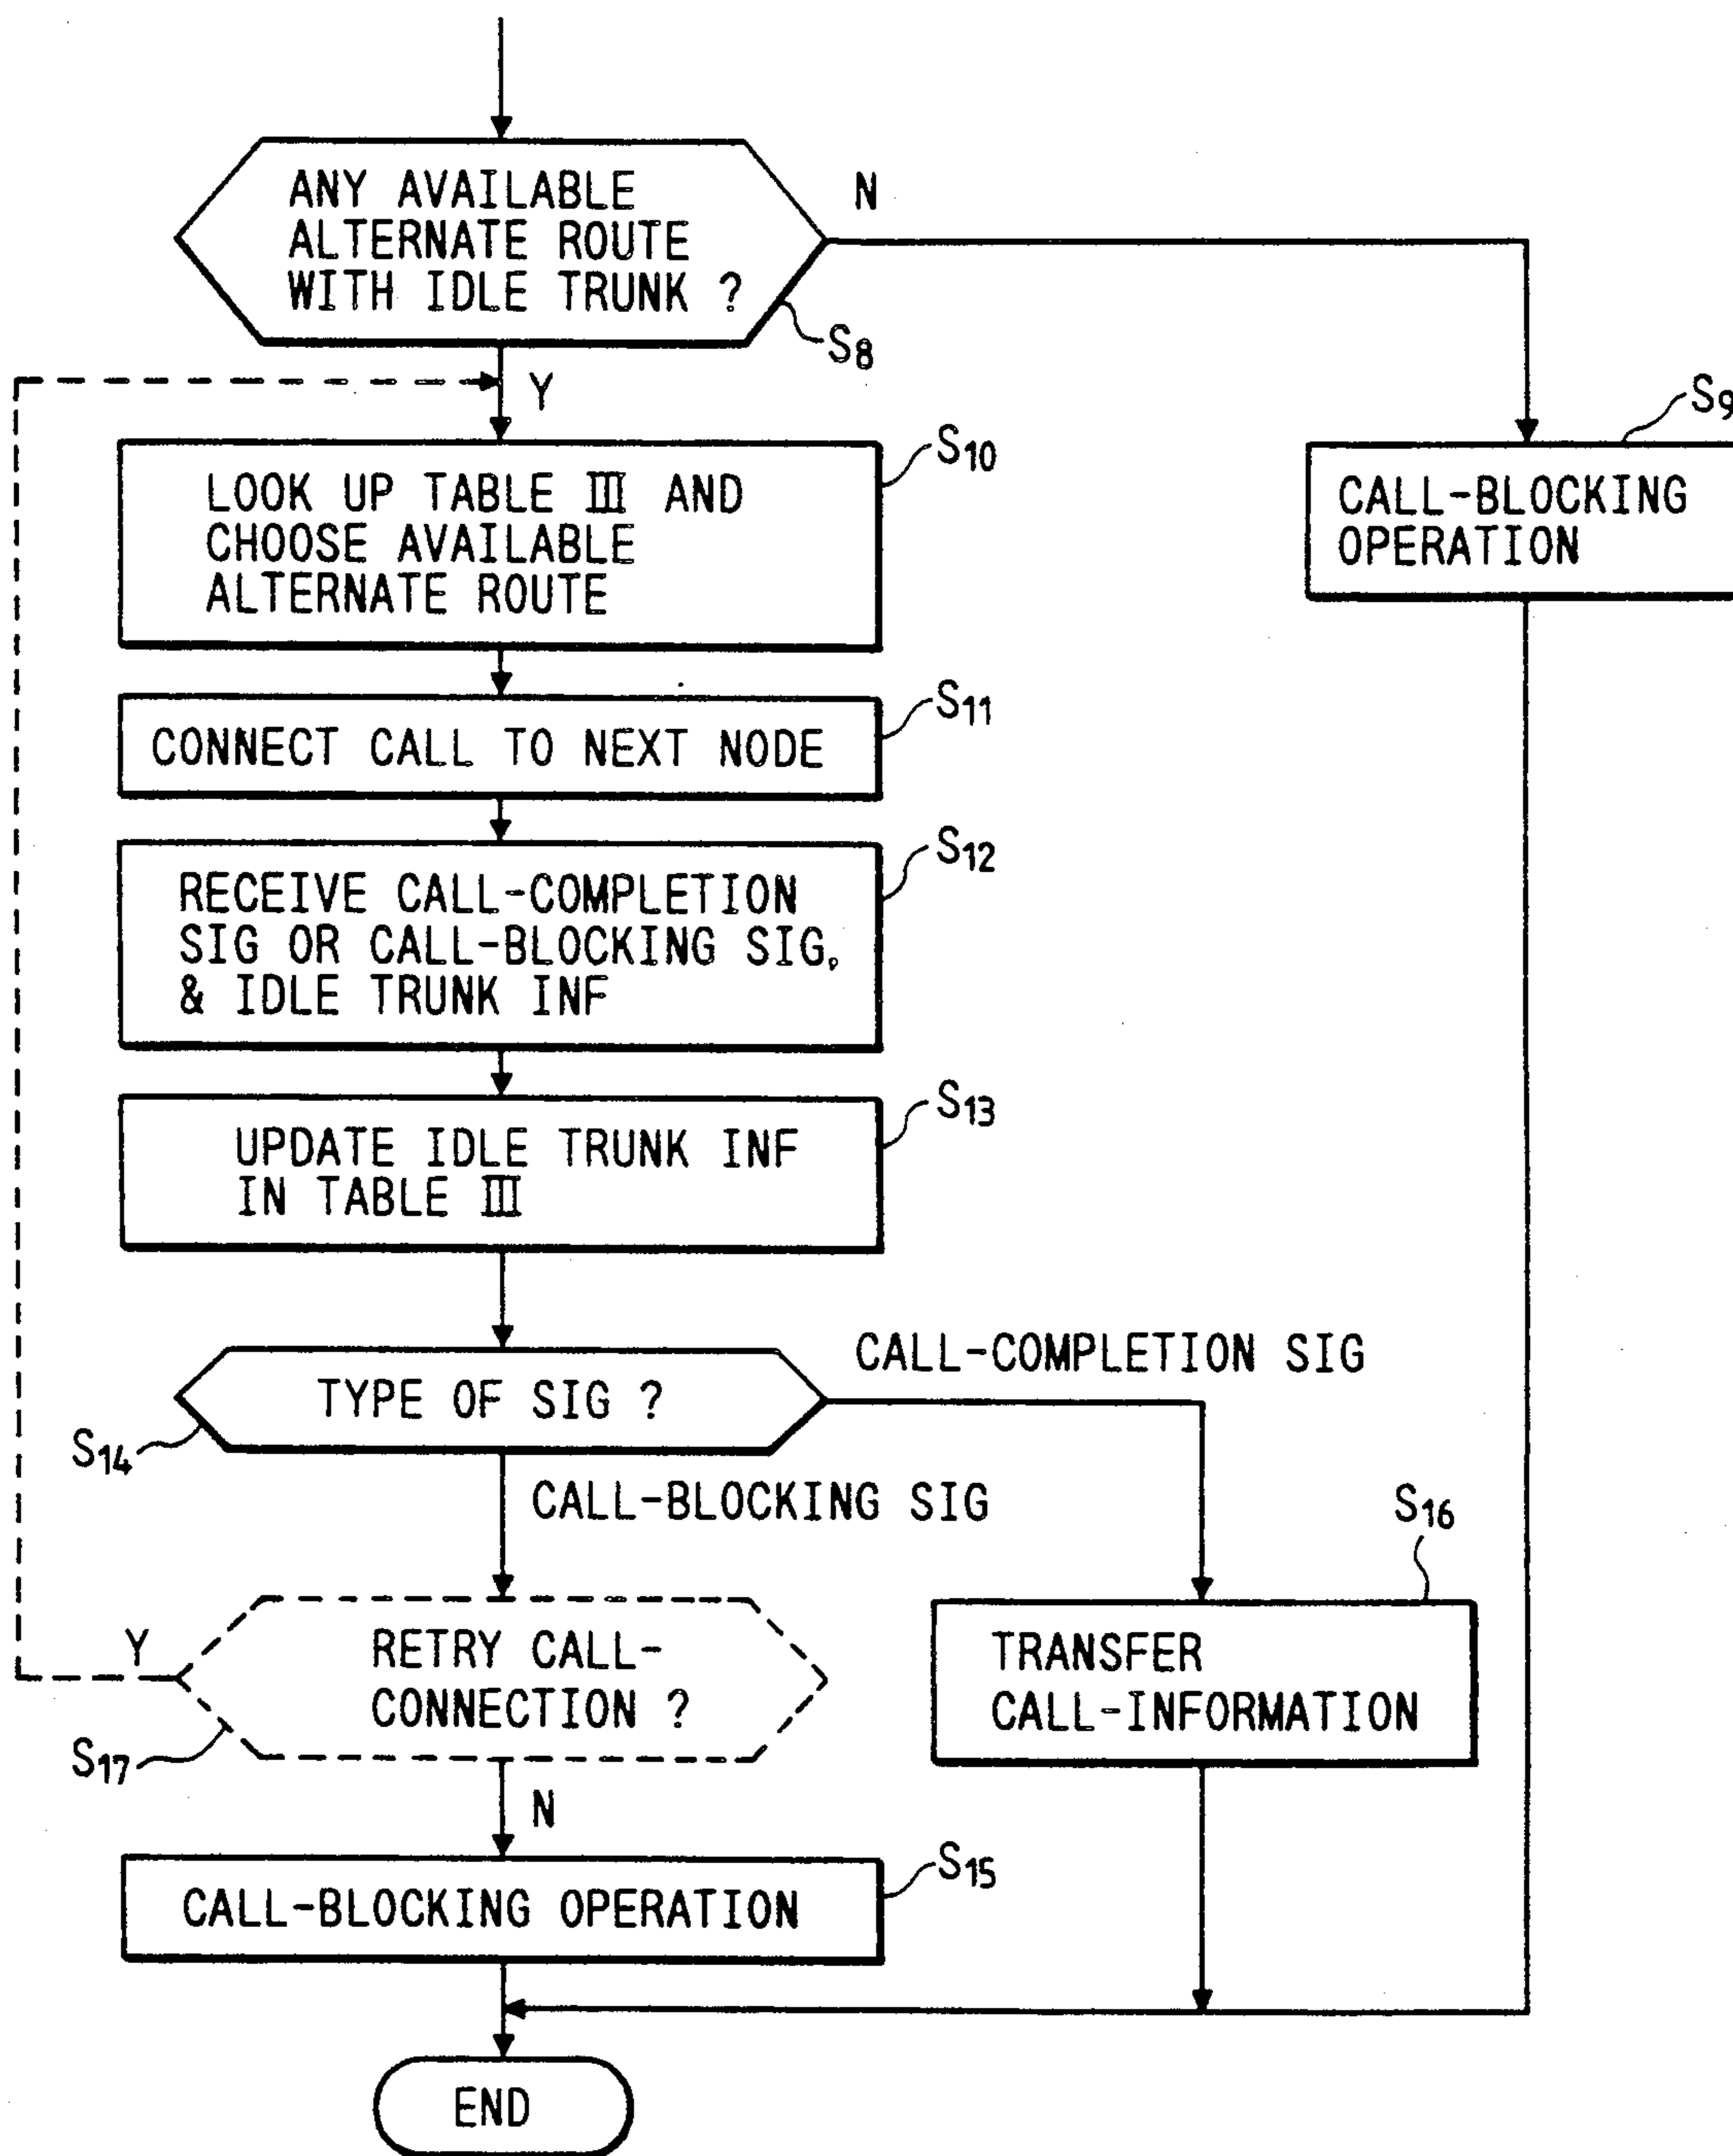 ANY AVAILABLE
ALTERNATE ROUTE
WITH IDLE TRUNK ?
N
S8
Y
S9
CALL-BLOCKING
OPERATION
S10
LOOK UP TABLE III AND
CHOOSE AVAILABLE
ALTERNATE ROUTE
S11
CONNECT CALL TO NEXT NODE
S12
RECEIVE CALL-COMPLETION
SIG OR CALL-BLOCKING SIG,
& IDLE TRUNK INF
S13
UPDATE IDLE TRUNK INF
IN TABLE III
CALL-COMPLETION SIG
TYPE OF SIG ?
S14
CALL-BLOCKING SIG
S16
Y
RETRY CALL-
CONNECTION ?
S17
TRANSFER
CALL-INFORMATION
N
S15
CALL-BLOCKING OPERATION
END